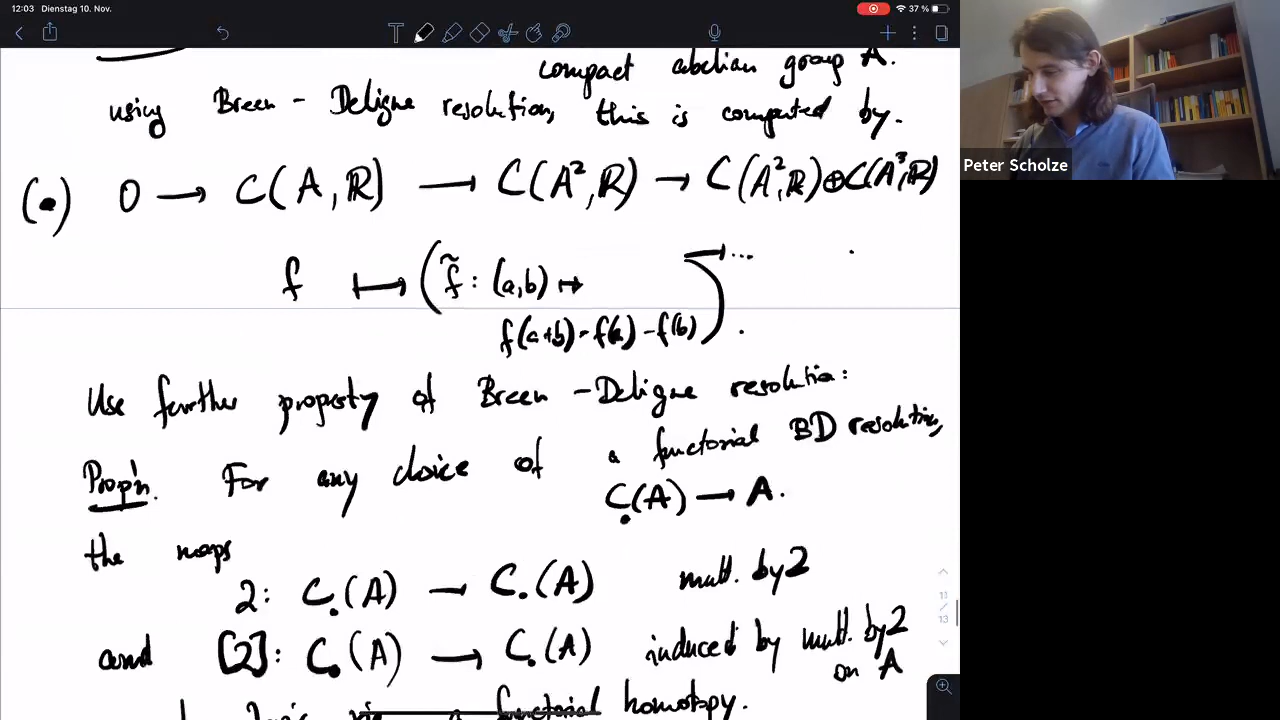 12:03 Dienstag 10. Nov.
37 %
compact abelian group A.
using Breen - Deligne resolution, this is computed by.
(•) 0 → C(A, ℝ) → C(A², ℝ) → C(A², ℝ) ⊕ C(A³, ℝ)
f ↦ (f̃ : (a,b) ↦ → ...
f(a+b) - f(a) - f(b)) .
Use further property of Breen - Deligne resolution:
Prop'n. For any choice of a functorial BD resolution,
C.(A) → A.
the maps
2: C.(A) → C.(A) mult. by 2
and [2]: C.(A) → C.(A) induced by mult. by 2
on A
a functorial homotopy.
Peter Scholze
13